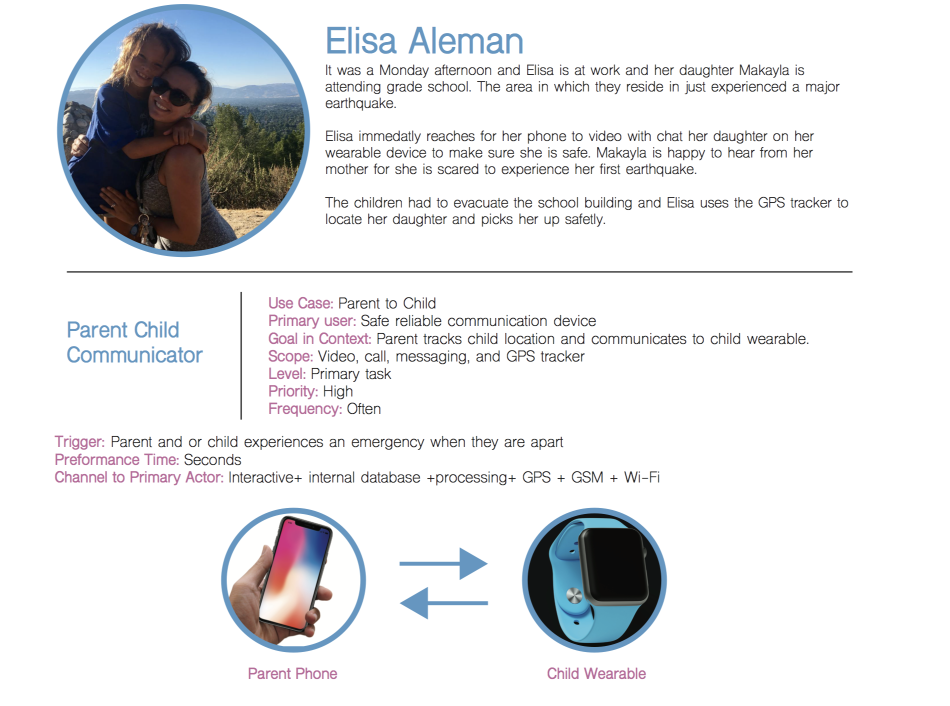 Elisa Aleman
It was a Monday afternoon and Elisa is at work and her daughter Makayla is
attending grade school. The area in which they reside in just experienced a major
earthquake.
Elisa immedatly reaches for her phone to video with chat her daughter on her
wearable device to make sure she is safe. Makayla is happy to hear from her
mother for she is scared to experience her first earthquake.
The children had to evacuate the school building and Elisa uses the GPS tracker to
locate her daughter and picks her up safetly.
Parent Child
Communicator
Use Case: Parent to Child
Primary user: Safe reliable communication device
Goal in Context: Parent tracks child location and communicates to child wearable.
Scope: Video, call, messaging, and GPS tracker
Level: Primary task
Priority: High
Frequency: Often
Trigger: Parent and or child experiences an emergency when they are apart
Preformance Time: Seconds
Channel to Primary Actor: Interactive+ internal database +processing+ GPS + GSM + Wi-Fi
Parent Phone
Child Wearable